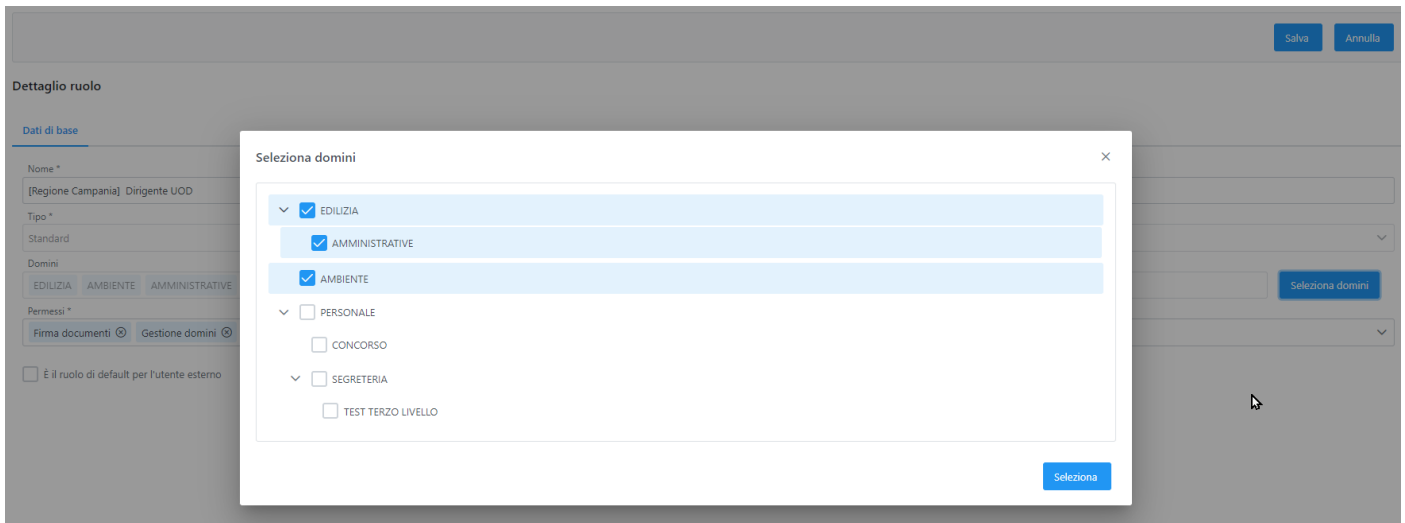 Salva Annulla
Dettaglio ruolo
Dati di base
Seleziona domini
Nome *
[Regione Campania] Dirigente UOD
Tipo *
Standard
Domini
EDILIZIA AMBIENTE AMMINISTRATIVE
Seleziona domini
Permessi *
Firma documenti Gestione domini
È il ruolo di default per l'utente esterno
EDILIZIA
AMMINISTRATIVE
AMBIENTE
PERSONALE
CONCORSO
SEGRETERIA
TEST TERZO LIVELLO
Seleziona